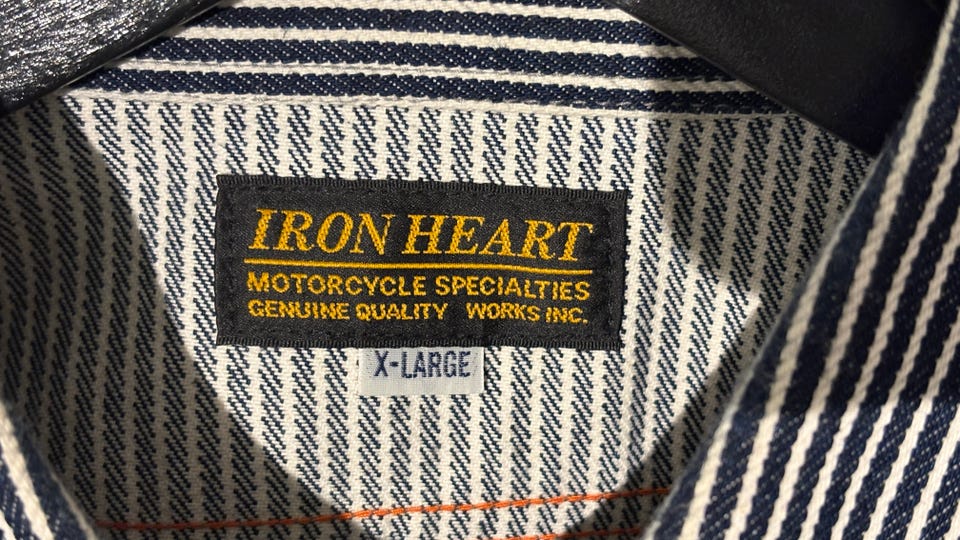 IRON HEART
MOTORCYCLE SPECIALTIES
GENUINE QUALITY WORKS INC.
X-LARGE